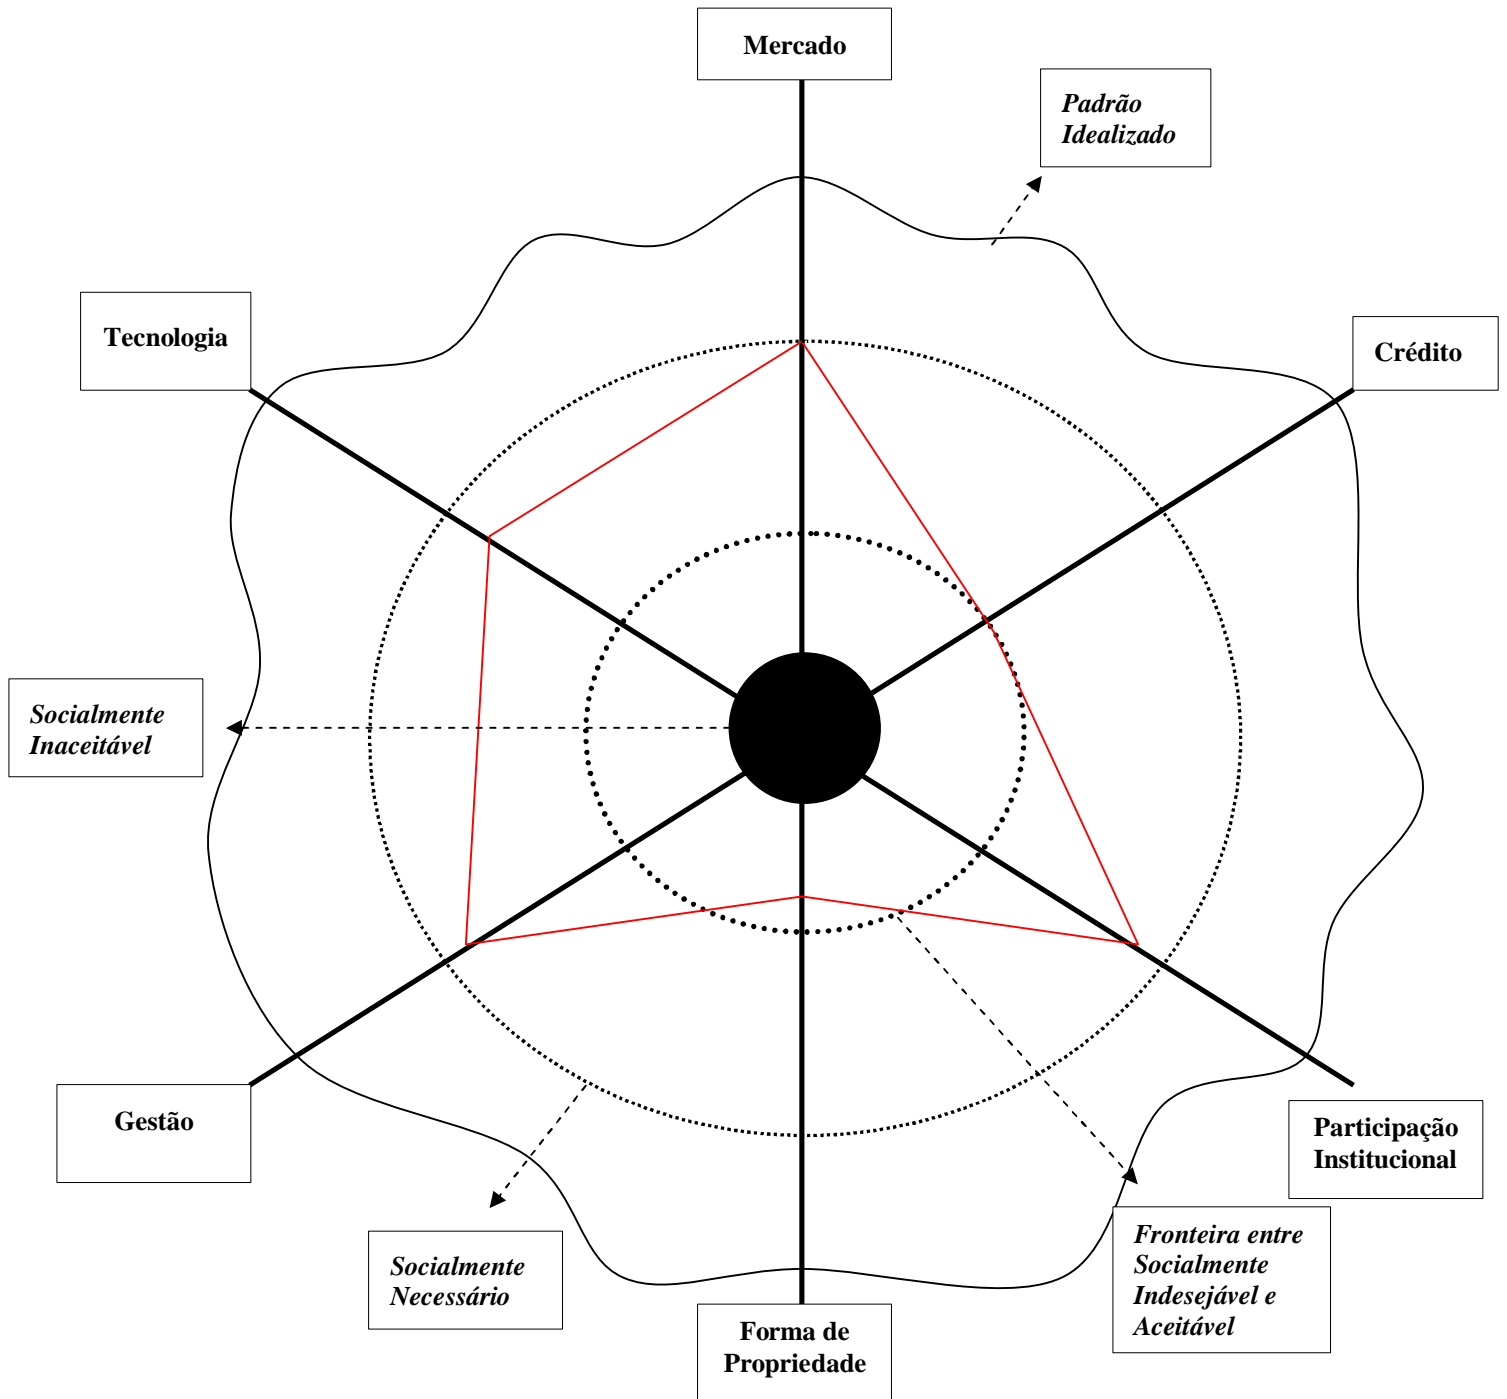 Mercado
Padrão
Idealizado
Tecnologia
Crédito
Socialmente
Inaceitável
Gestão
Participação
Institucional
Socialmente
Necessário
Fronteira entre
Socialmente
Indesejável e
Aceitável
Forma de
Propriedade